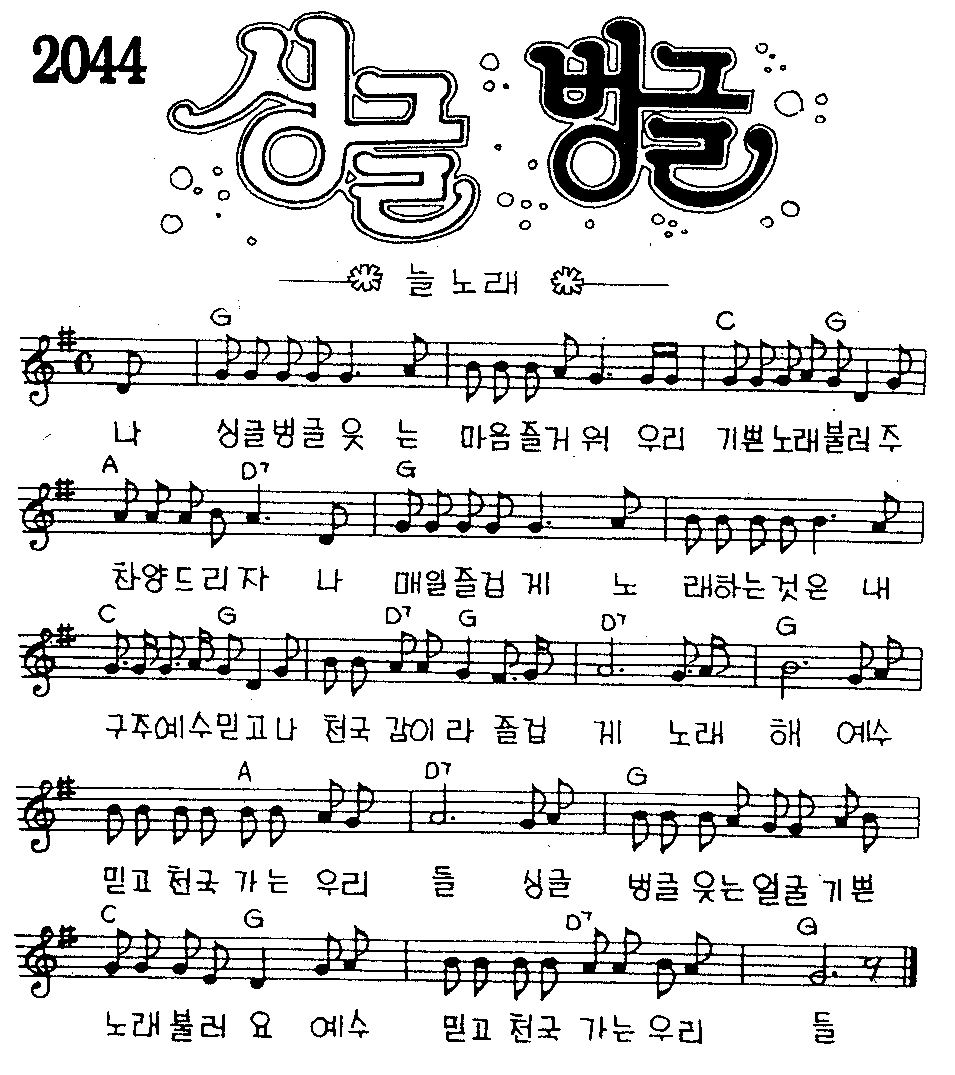 2044
싱글 벙글
늘노래
G C G
나 싱글벙글 웃 는 마음즐거워 우리 기쁜노래불러주
A D7 G
찬양드리자 나 매일즐겁게 노 래하는것은 내
C G D7 G D7 G
구주예수믿고나 천국 감이라 즐겁 게 노래 해 예수
A D7 G
믿고 천국 가는 우리 들 싱글 벙글 웃는얼굴 기쁜
C G D7 G
노래불러 요 예수 믿고 천국 가는우리 들